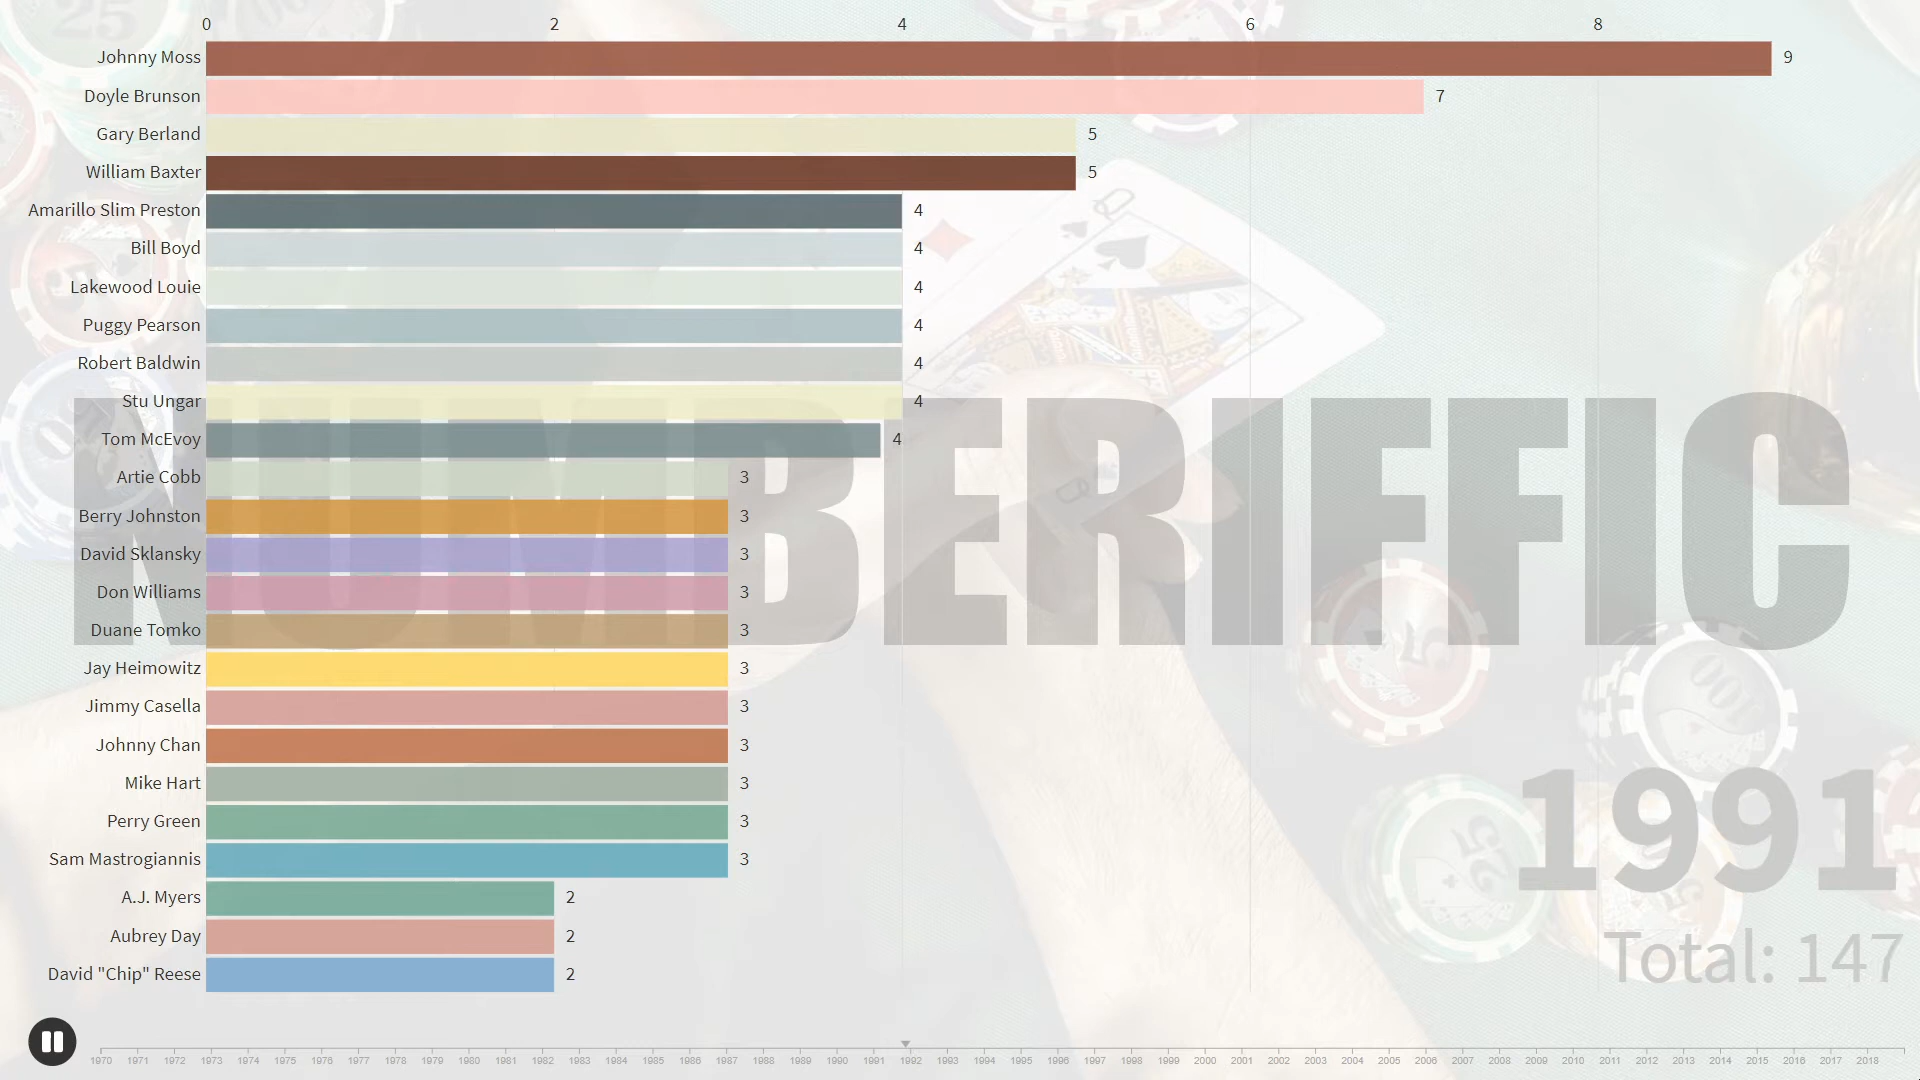 0 2 4 6 8
Johnny Moss 9
Doyle Brunson 7
Gary Berland 5
William Baxter 5
Amarillo Slim Preston 4
Bill Boyd 4
Lakewood Louie 4
Puggy Pearson 4
Robert Baldwin 4
Stu Ungar 4
Tom McEvoy 4
Artie Cobb 3
Berry Johnston 3
David Sklansky 3
Don Williams 3
Duane Tomko 3
Jay Heimowitz 3
Jimmy Casella 3
Johnny Chan 3
Mike Hart 3
Perry Green 3
Sam Mastrogiannis 3
A.J. Myers 2
Aubrey Day 2
David "Chip" Reese 2
NUMBERIFFIC
1991
Total: 147
1970 1971 1972 1973 1974 1975 1976 1977 1978 1979 1980 1981 1982 1983 1984 1985 1986 1987 1988 1989 1990 1991 1992 1993 1994 1995 1996 1997 1998 1999 2000 2001 2002 2003 2004 2005 2006 2007 2008 2009 2010 2011 2012 2013 2014 2015 2016 2017 2018
25
100
25
Q